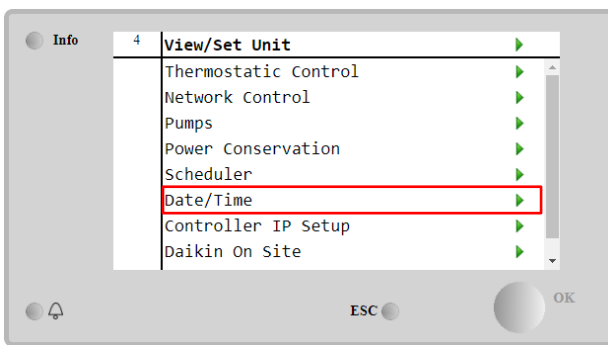 Info
4 View/Set Unit
Thermostatic Control
Network Control
Pumps
Power Conservation
Scheduler
Date/Time
Controller IP Setup
Daikin On Site
ESC
OK